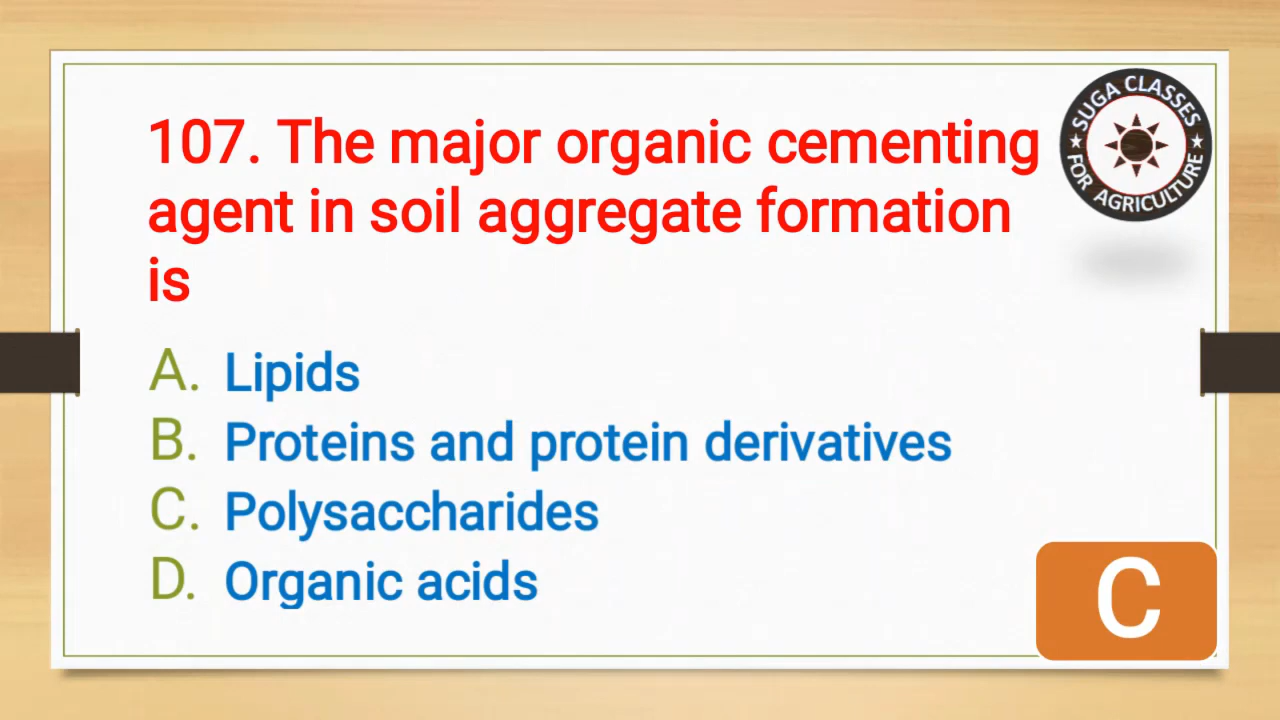 107. The major organic cementing
agent in soil aggregate formation
is
A. Lipids
B. Proteins and protein derivatives
C. Polysaccharides
D. Organic acids
SUGA CLASSES
FOR AGRICULTURE
C